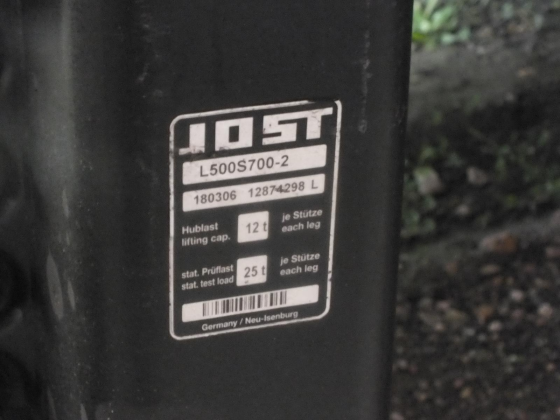 JOST
L500S700-2
180306 12874298 L
Hublast 12 t je Stütze
lifting cap. each leg
stat. Prüflast 25 t je Stütze
stat. test load each leg
Germany / Neu-Isenburg